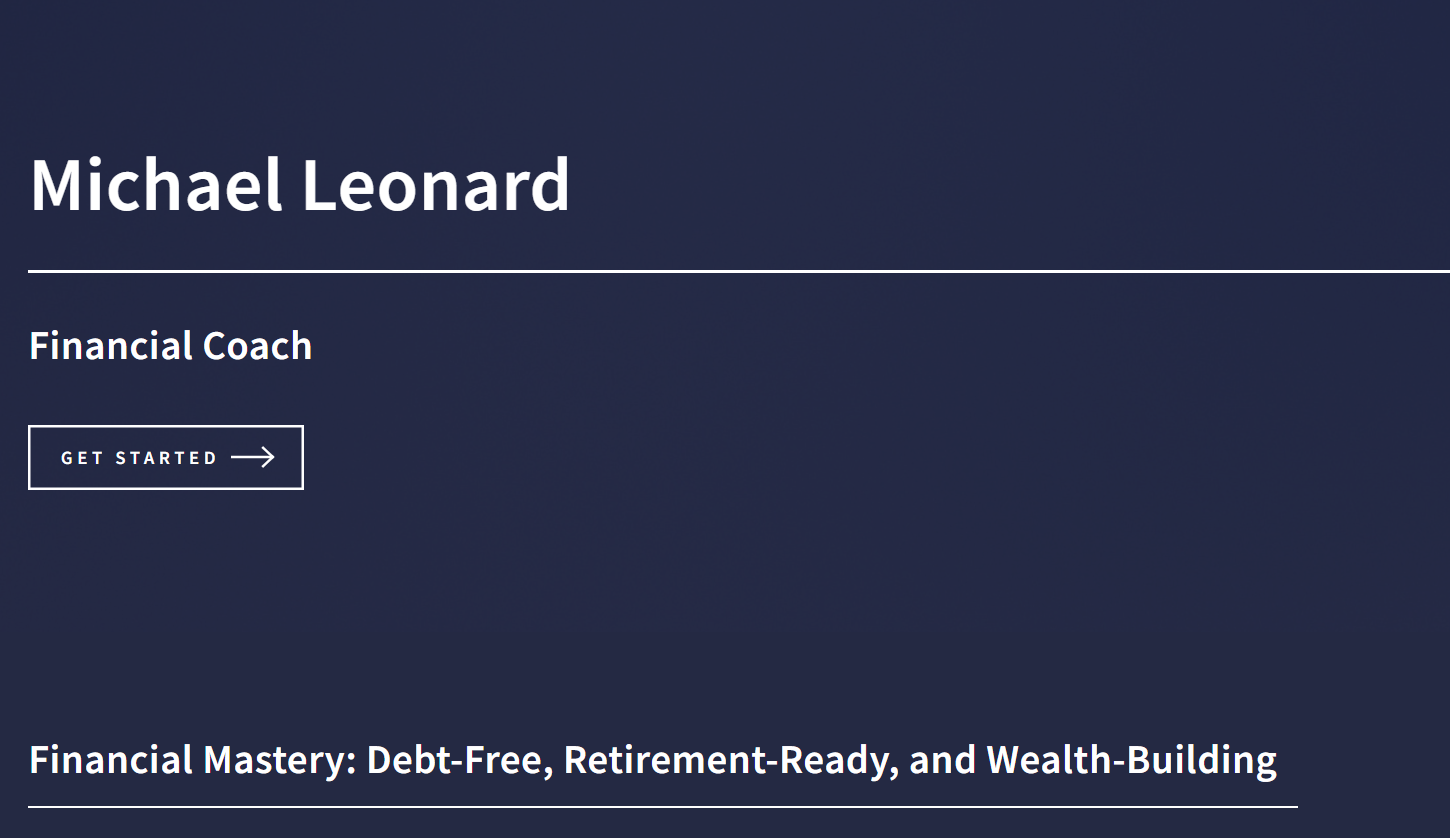 Michael Leonard
Financial Coach
GET STARTED
Financial Mastery: Debt-Free, Retirement-Ready, and Wealth-Building